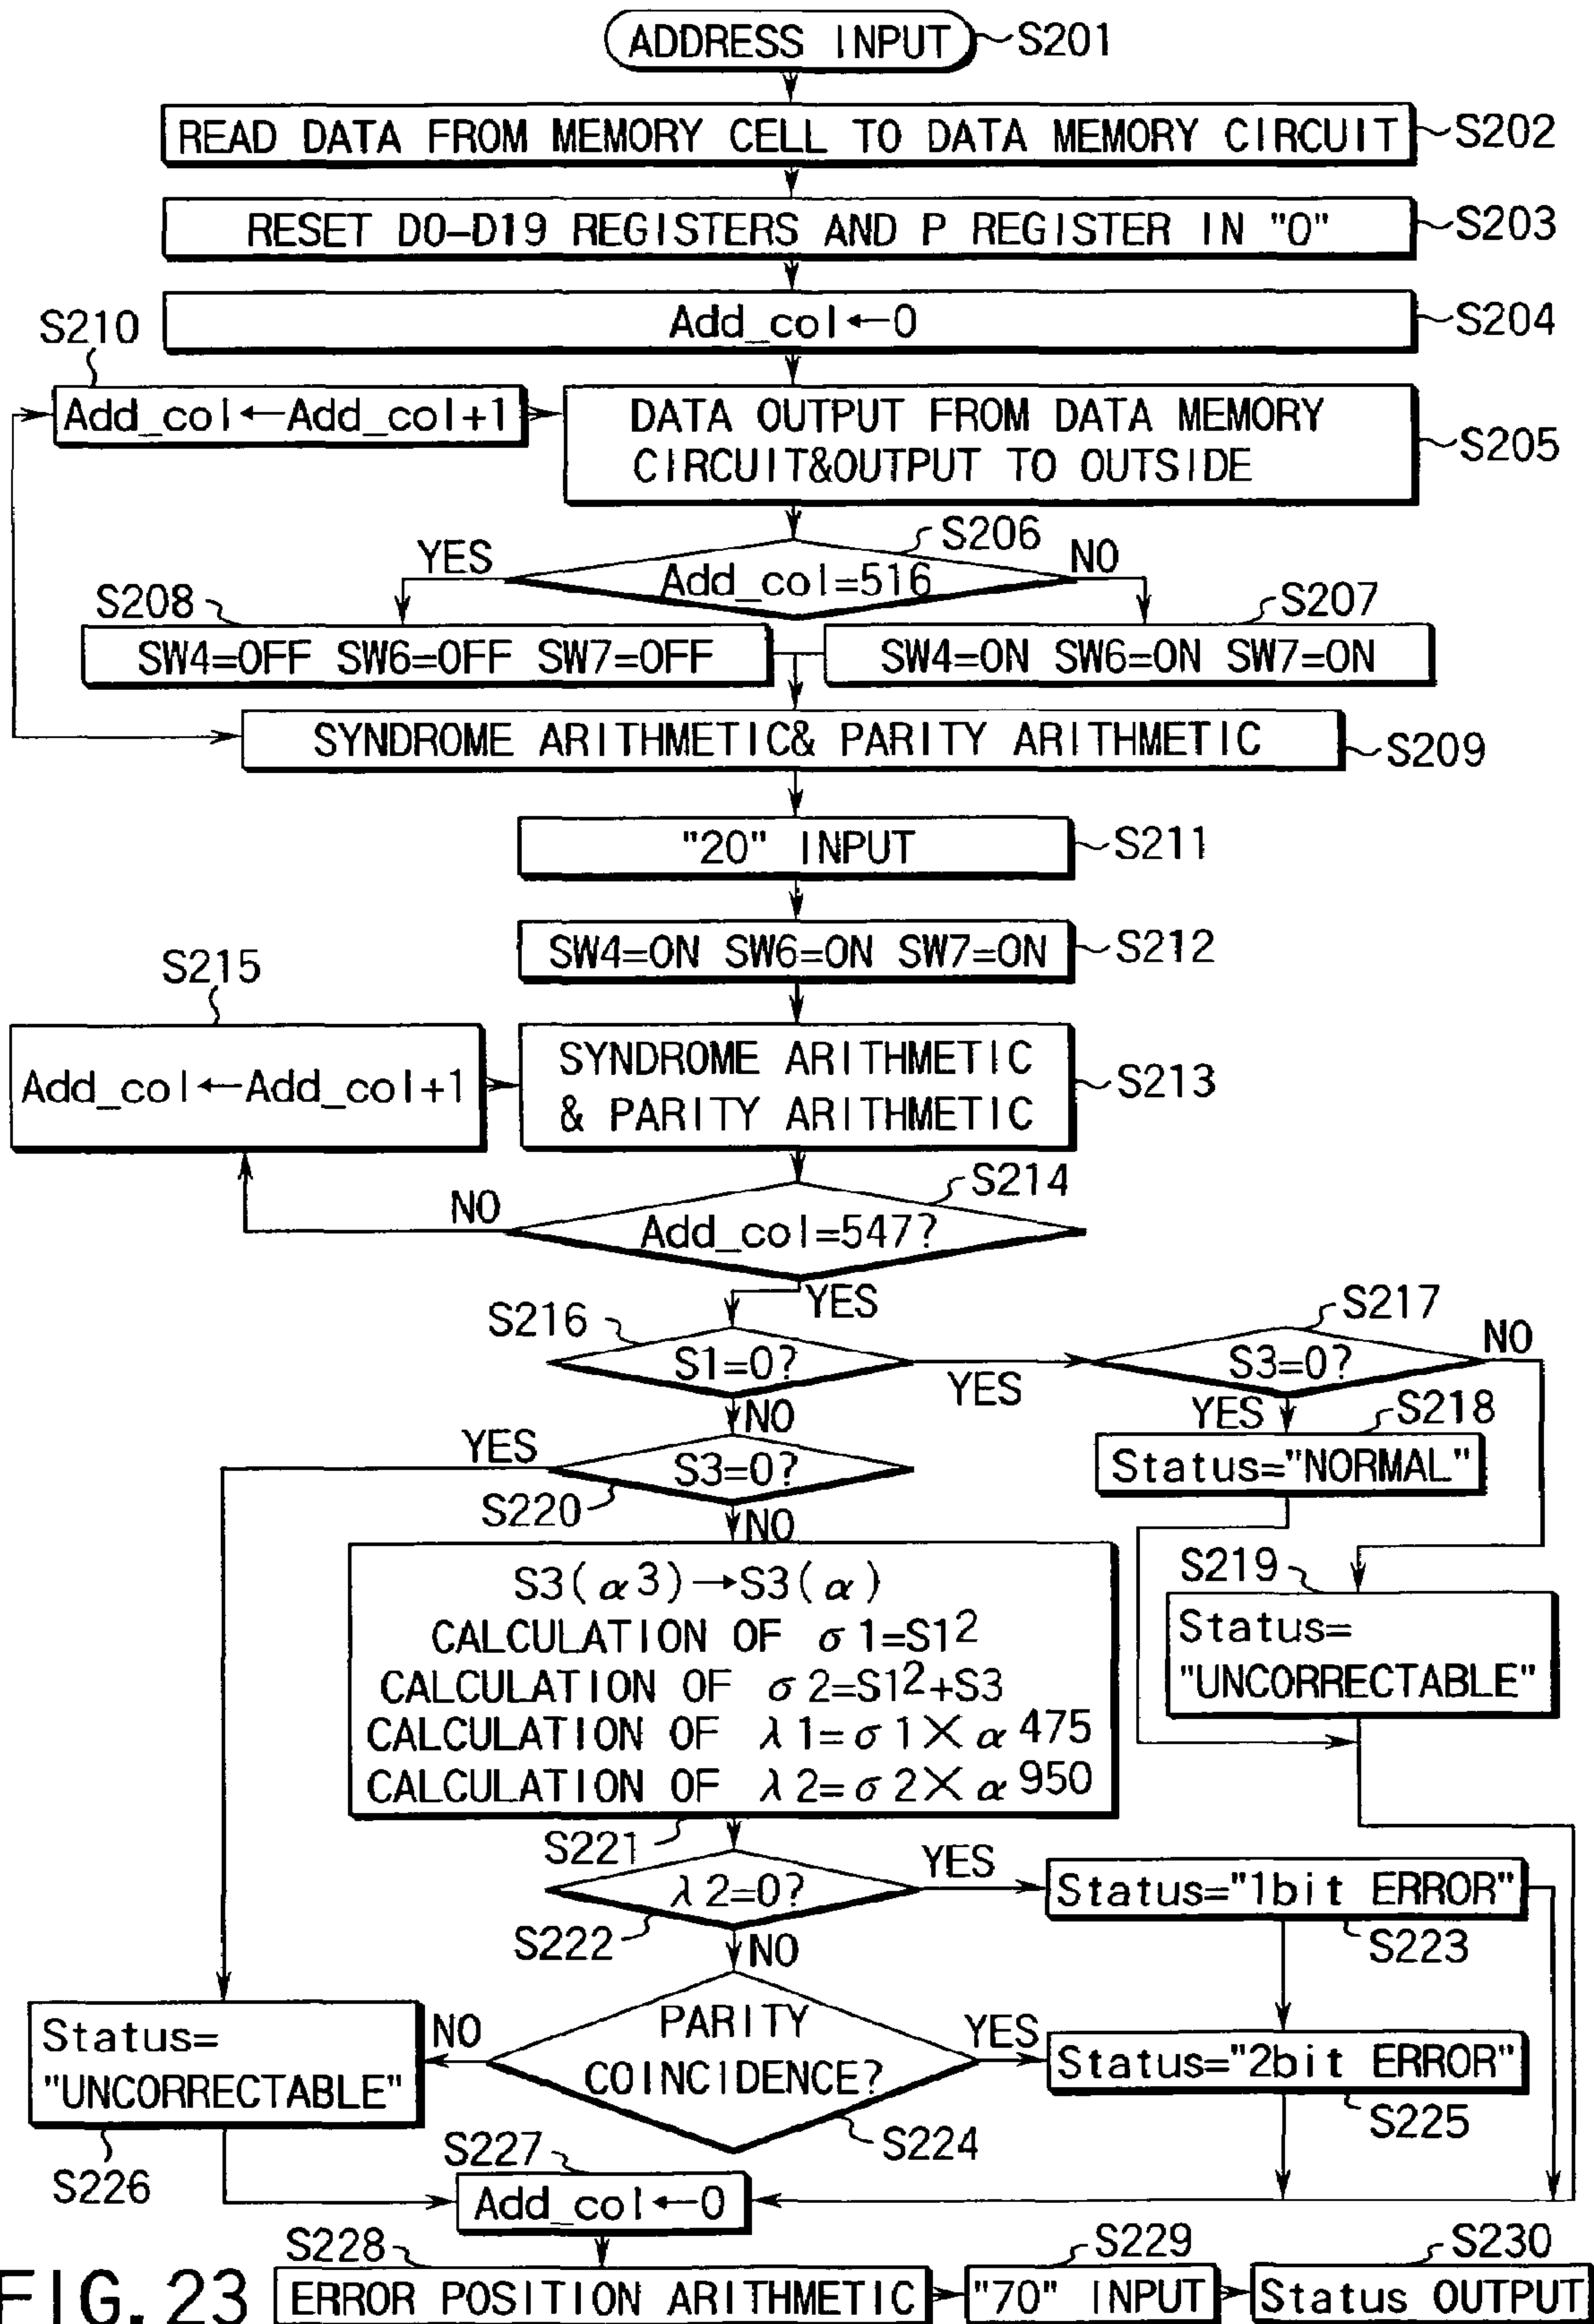 ADDRESS INPUT S201
READ DATA FROM MEMORY CELL TO DATA MEMORY CIRCUIT S202
RESET D0-D19 REGISTERS AND P REGISTER IN "0" S203
S210
Add_col←0 S204
Add_col←Add_col+1
DATA OUTPUT FROM DATA MEMORY
CIRCUIT&OUTPUT TO OUTSIDE
S205
S206
YES
NO
Add_col=516
S208
S207
SW4=OFF SW6=OFF SW7=OFF
SW4=ON SW6=ON SW7=ON
SYNDROME ARITHMETIC& PARITY ARITHMETIC S209
"20" INPUT S211
SW4=ON SW6=ON SW7=ON S212
S215
Add_col←Add_col+1
SYNDROME ARITHMETIC
& PARITY ARITHMETIC
S213
S214
NO
Add_col=547?
YES
S216
S217
S1=0?
YES
S3=0?
NO
NO
YES
S218
YES
S3=0?
Status="NORMAL"
S220
NO
S3(α3)→S3(α)
CALCULATION OF σ1=S1²
CALCULATION OF σ2=S1²+S3
CALCULATION OF λ1=σ1×α475
CALCULATION OF λ2=σ2×α950
S219
Status=
"UNCORRECTABLE"
S221
λ2=0?
YES
Status="1bit ERROR"
S222
NO
S223
PARITY
COINCIDENCE?
Status=
"UNCORRECTABLE"
NO
YES
Status="2bit ERROR"
S224
S225
S226
S227
Add_col←0
S228
S229
S230
FIG.23
ERROR POSITION ARITHMETIC
"70" INPUT
Status OUTPUT